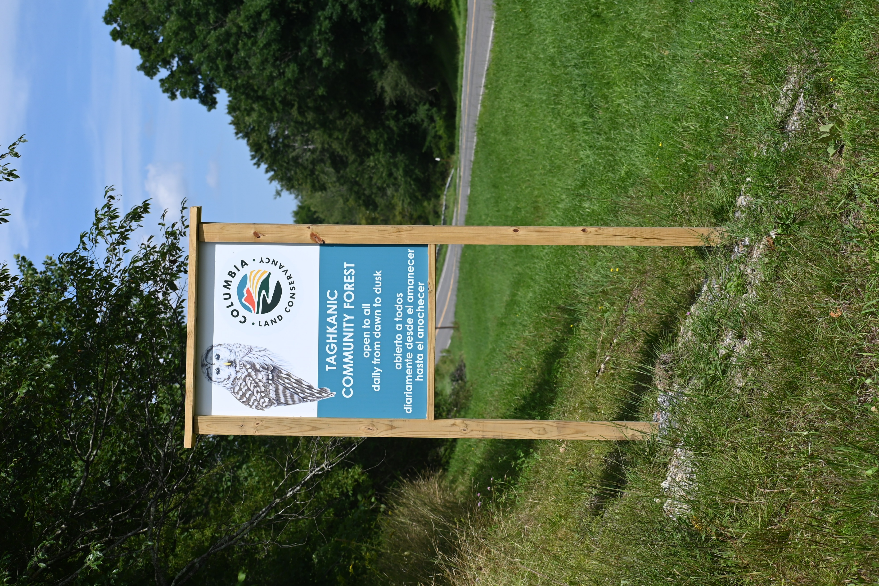 COLUMBIA
LAND CONSERVANCY
TAGHKANIC
COMMUNITY FOREST
open to all
daily from dawn to dusk
abierto a todos
diariamente desde el amanecer
hasta el anochecer